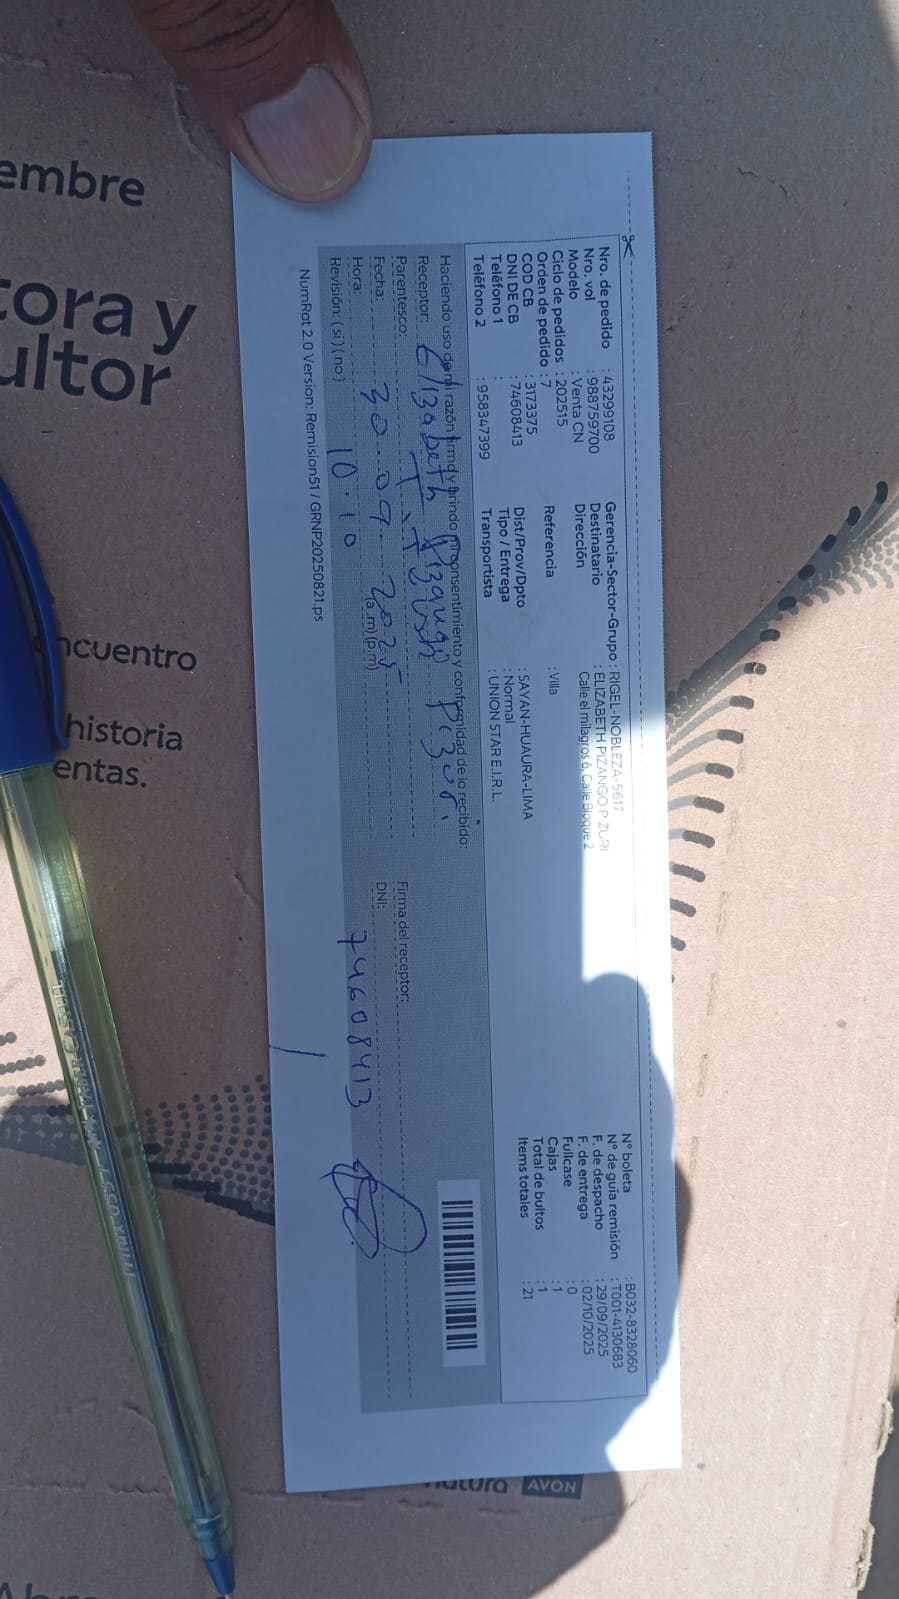 Nro. de pedido : 43299108
Nro. vol : 988759700
Modelo : Venta CN
Ciclo de pedidos : 202515
Orden de pedido : 7
COD CB : 3173375
DNI DE CB : 74608413
Teléfono 1 :
Teléfono 2 : 958347399
Gerencia-Sector-Grupo : RIGEL-NOBLEZA-5617
Destinatario : ELIZABETH PIZANGO PIZURI
Dirección : Calle el milagros 6, Calle Bloque 2
Referencia : Villa
Dist/Prov/Dpto : SAYAN-HUAURA-LIMA
Tipo / Entrega : Normal
Transportista : UNION STAR E.I.R.L.
N° boleta : B032-8328060
N° de guía remisión : T001-4130683
F. de despacho : 29/09/2025
F. de entrega : 02/10/2025
Fullcase : 0
Cajas : 1
Total de bultos : 1
Items totales : 21
Haciendo uso de mi razón firmo y brindo mi consentimiento y conformidad de lo recibido:
Receptor: Elizabeth Pizango Pizuri
Parentesco:
Fecha: 30.09.2025
Hora: 10.10 (a.m) (p.m)
Revisión: (si) (no)
Firma del receptor:
DNI: 74608413
NumRot 2.0 Version: Remision51 / GRNP20250821.ps
embre
tora y
ultor
encuentro
historia
entas.
natura AVON